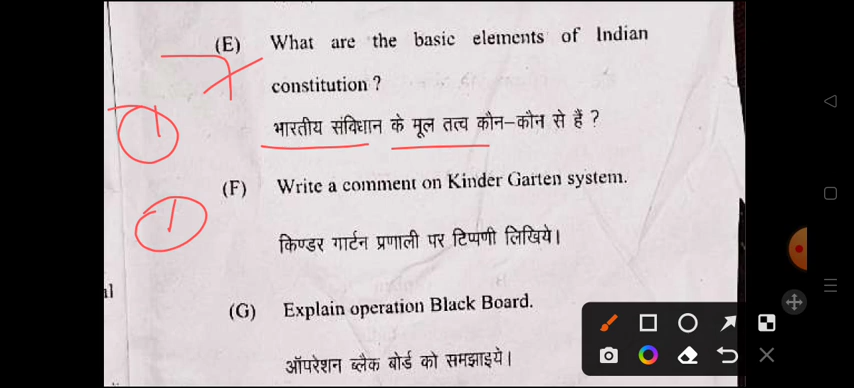 (E) What are the basic elements of Indian
constitution ?
भारतीय संविधान के मूल तत्व कौन-कौन से हैं ?
(F) Write a comment on Kinder Garten system.
किण्डर गार्टन प्रणाली पर टिप्पणी लिखिये।
(G) Explain operation Black Board.
ऑपरेशन ब्लैक बोर्ड को समझाइये।